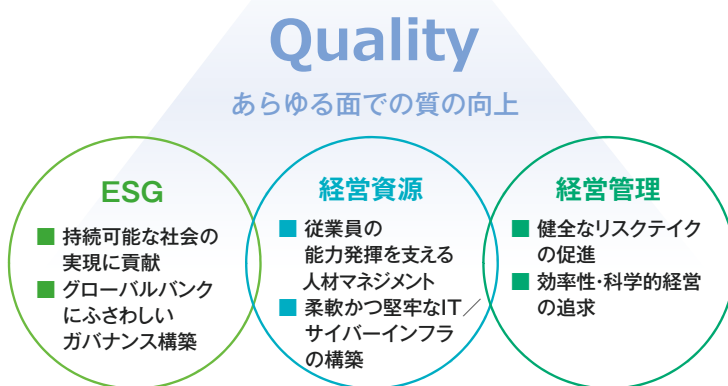 Quality
あらゆる面での質の向上
ESG
■ 持続可能な社会の
実現に貢献
■ グローバルバンク
にふさわしい
ガバナンス構築
経営資源
■ 従業員の
能力発揮を支える
人材マネジメント
■ 柔軟かつ堅牢なIT／
サイバーインフラ
の構築
経営管理
■ 健全なリスクテイク
の促進
■ 効率性・科学的経営
の追求